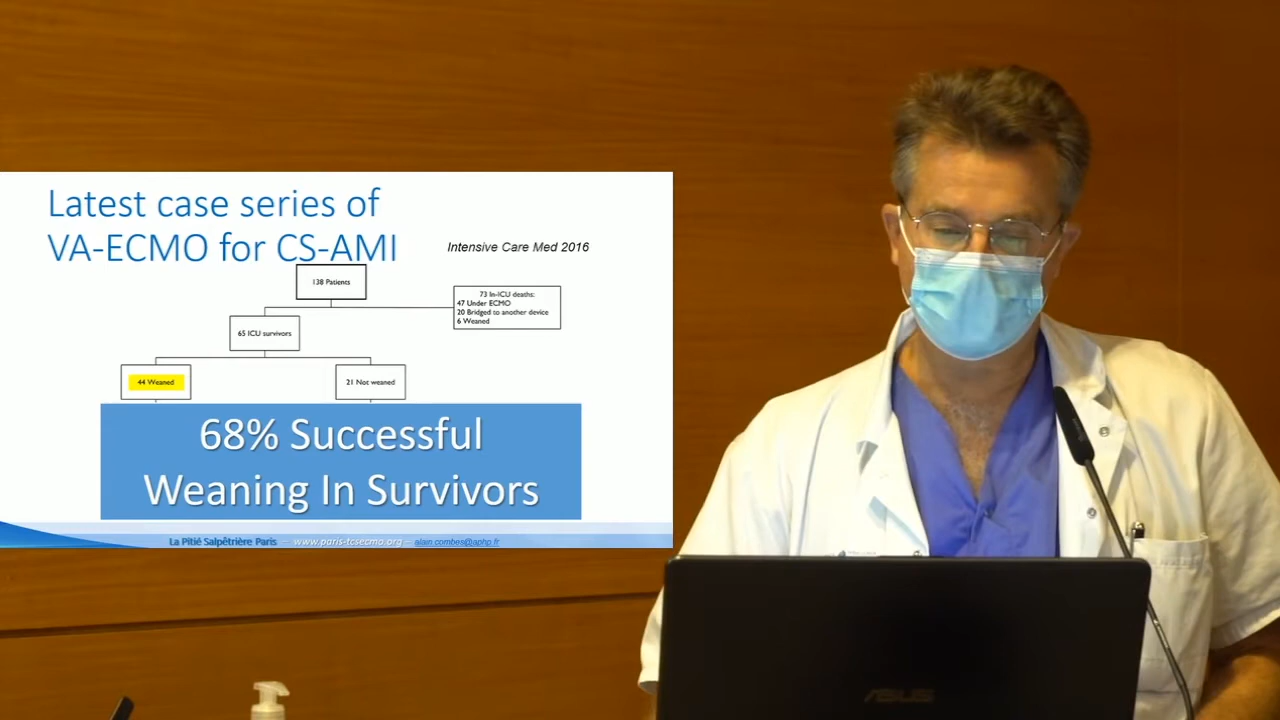 Latest case series of
VA-ECMO for CS-AMI
Intensive Care Med 2016
138 Patients
73 In-ICU deaths:
47 Under ECMO
20 Bridged to another device
6 Weaned
65 ICU survivors
44 Weaned
21 Not weaned
68% Successful
Weaning In Survivors
La Pitié Salpêtrière Paris – www.paris-tcsecmo.org – alain.combes@aphp.fr
ASUS